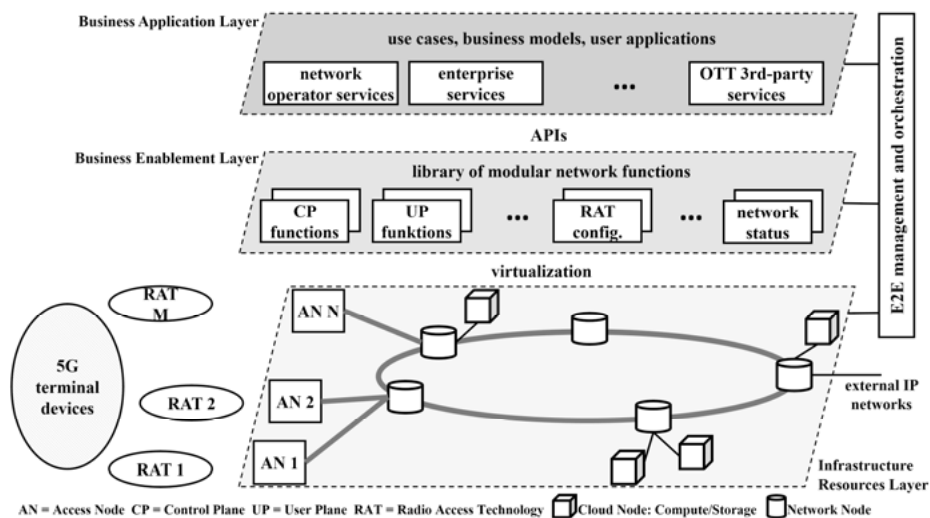 Business Application Layer
use cases, business models, user applications
network
operator services
enterprise
services
...
OTT 3rd-party
services
APIs
E2E management and orchestration
Business Enablement Layer
library of modular network functions
CP
functions
UP
funktions
...
RAT
config.
...
network
status
virtualization
RAT
M
AN N
5G
terminal
devices
RAT 2
AN 2
external IP
networks
RAT 1
AN 1
Infrastructure
Resources Layer
AN = Access Node CP = Control Plane UP = User Plane RAT = Radio Access Technology Cloud Node: Compute/Storage Network Node